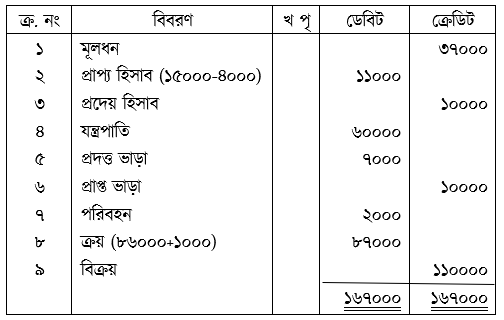 ক্র. নং বিবরণ খ পৃ ডেবিট ক্রেডিট
১ মূলধন ৩৭০০০
২ প্রাপ্য হিসাব (১৫০০০-৪০০০) ১১০০০
৩ প্রদেয় হিসাব ১০০০০
৪ যন্ত্রপাতি ৬০০০০
৫ প্রদত্ত ভাড়া ৭০০০
৬ প্রাপ্ত ভাড়া ১০০০০
৭ পরিবহন ২০০০
৮ ক্রয় (৮৬০০০+১০০০) ৮৭০০০
৯ বিক্রয় ১১০০০০
১৬৭০০০ ১৬৭০০০